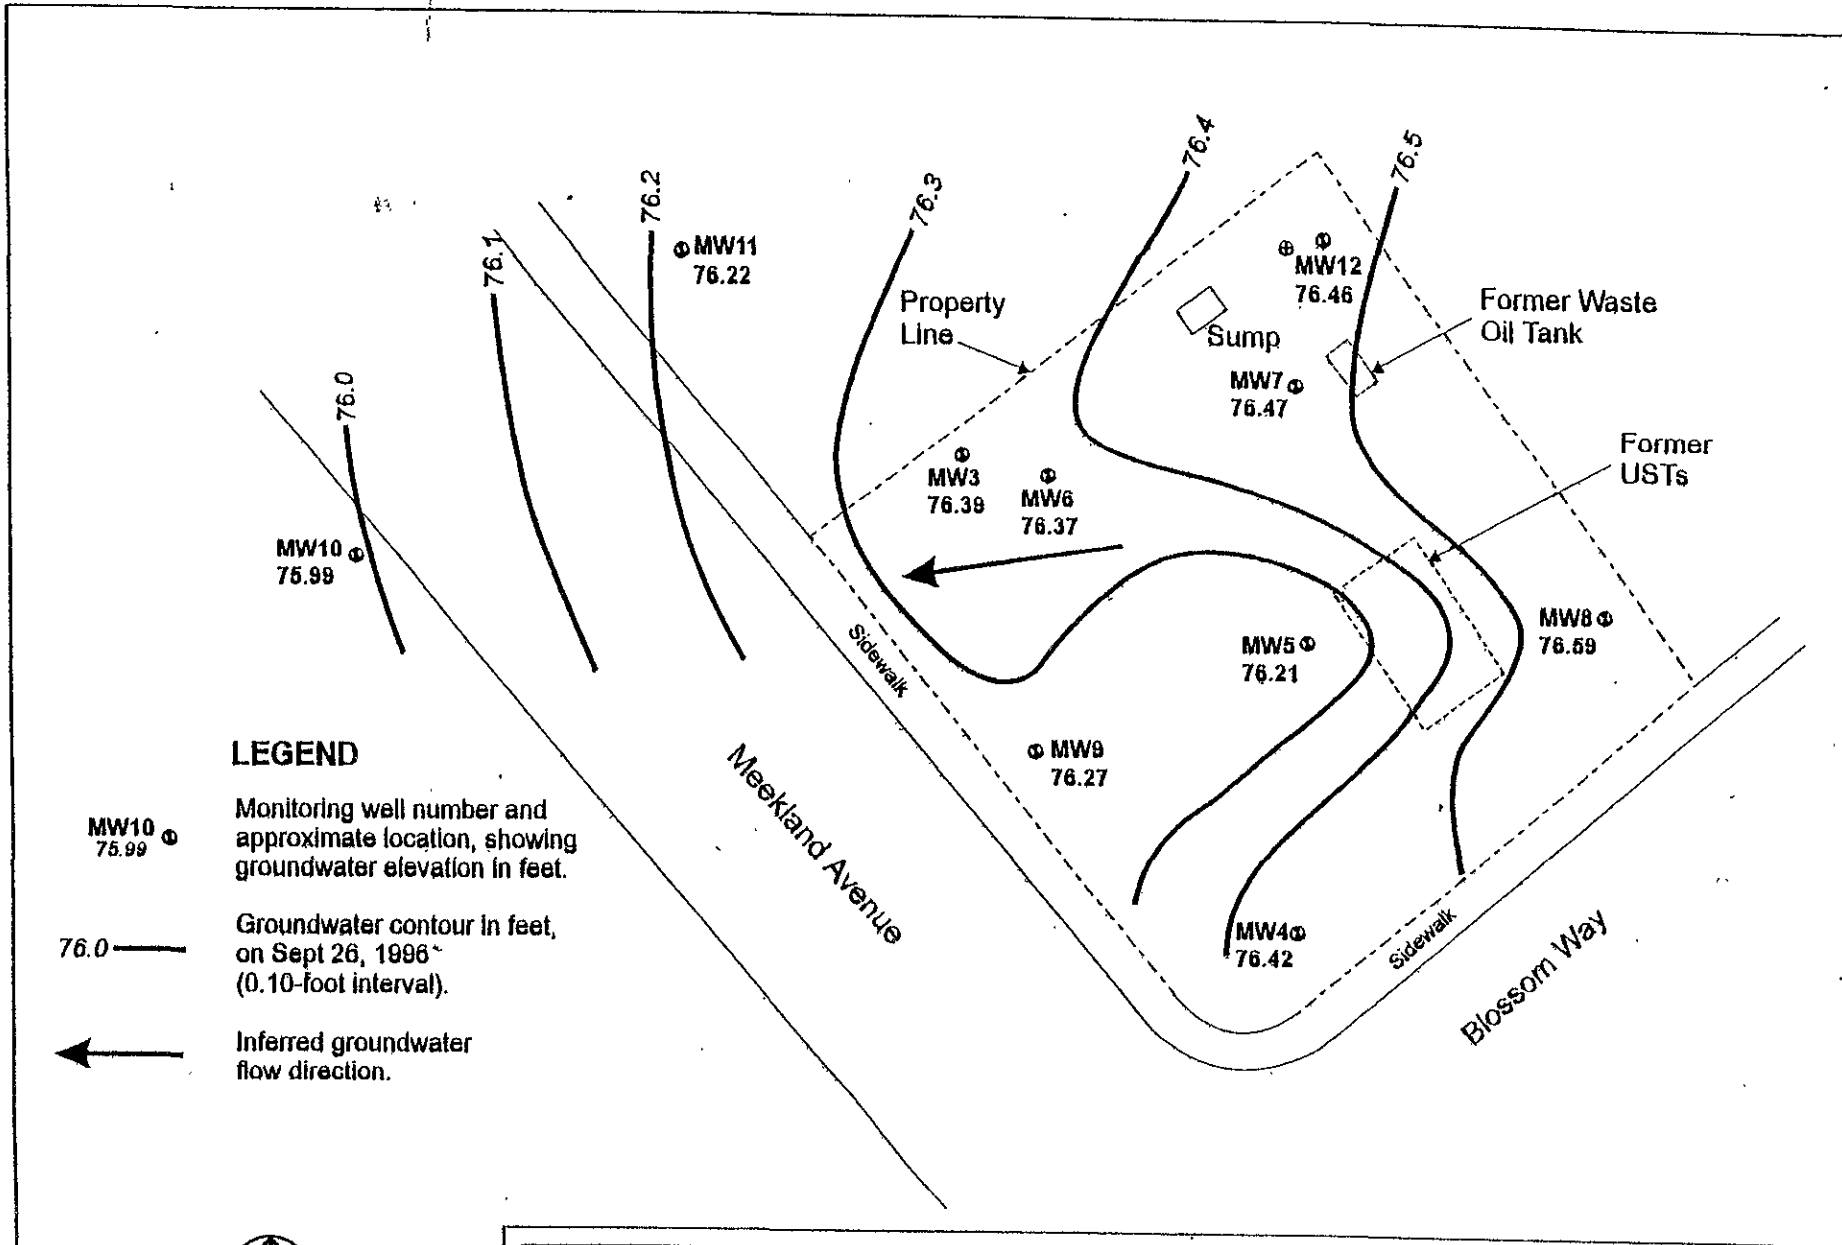 76.4
76.5
76.3
76.2
76.1
MW11
76.22
MW12
76.46
Property
Line
Former Waste
Oil Tank
Sump
MW7
76.47
76.0
Former
USTs
MW3
76.39
MW6
76.37
MW10
75.99
Sidewalk
MW5
76.21
MW8
76.59
MW9
76.27
Meekland Avenue
MW4
76.42
Sidewalk
Blossom Way
LEGEND
MW10
75.99
Monitoring well number and
approximate location, showing
groundwater elevation in feet.
76.0
Groundwater contour in feet,
on Sept 26, 1996
(0.10-foot interval).
Inferred groundwater
flow direction.